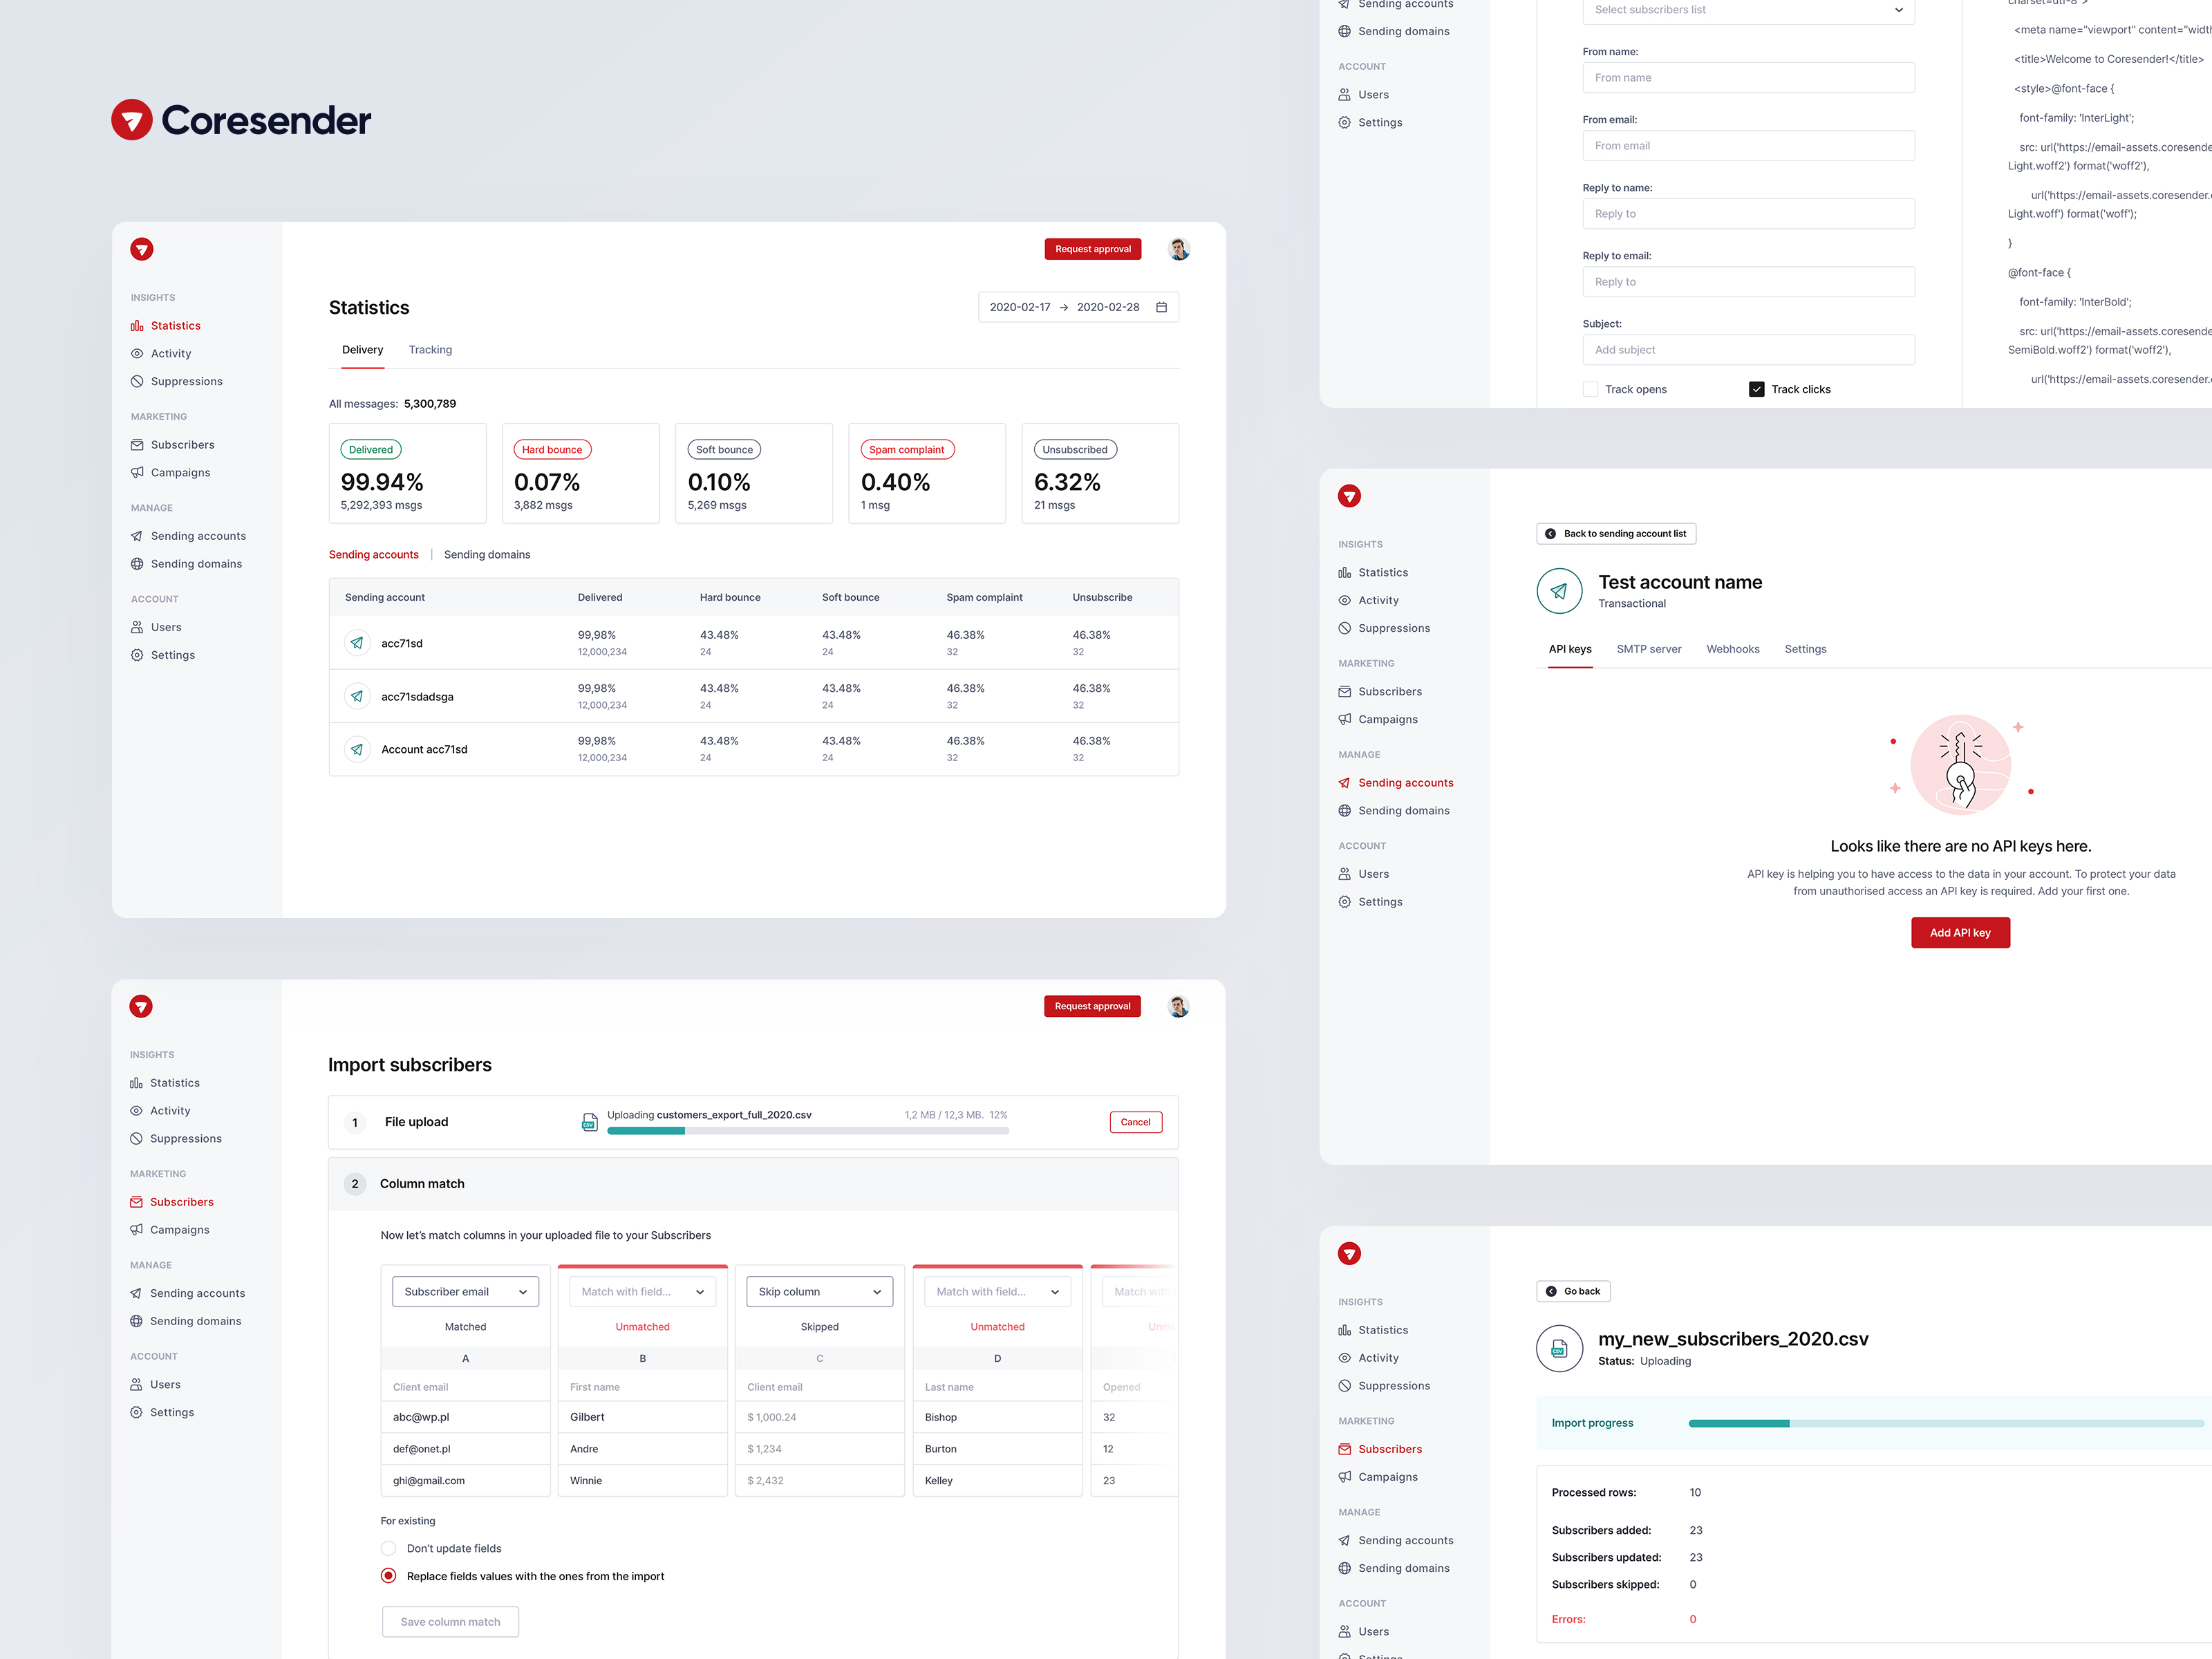 Coresender
INSIGHTS
Statistics
Activity
Suppressions
MARKETING
Subscribers
Campaigns
MANAGE
Sending accounts
Sending domains
ACCOUNT
Users
Settings
Request approval
Statistics
2020-02-17 → 2020-02-28
Delivery Tracking
All messages: 5,300,789
Delivered Hard bounce Soft bounce Spam complaint Unsubscribed
99.94% 0.07% 0.10% 0.40% 6.32%
5,292,393 msgs 3,882 msgs 5,269 msgs 1 msg 21 msgs
Sending accounts | Sending domains
Sending account Delivered Hard bounce Soft bounce Spam complaint Unsubscribe
acc71sd 99,98% 43.48% 43.48% 46.38% 46.38%
12,000,234 24 24 32 32
acc71sdadsga 99,98% 43.48% 43.48% 46.38% 46.38%
12,000,234 24 24 32 32
Account acc71sd 99,98% 43.48% 43.48% 46.38% 46.38%
12,000,234 24 24 32 32
INSIGHTS
Statistics
Activity
Suppressions
MARKETING
Subscribers
Campaigns
MANAGE
Sending accounts
Sending domains
ACCOUNT
Users
Settings
Request approval
Import subscribers
1 File upload
CSV
Uploading customers_export_full_2020.csv 1,2 MB / 12,3 MB. 12%
Cancel
2 Column match
Now let's match columns in your uploaded file to your Subscribers
Subscriber email Match with field... Skip column Match with field... Match with
Matched Unmatched Skipped Unmatched
A B C D
Client email First name Client email Last name Opened
abc@wp.pl Gilbert $ 1,000.24 Bishop 32
def@onet.pl Andre $ 1,234 Burton 12
ghi@gmail.com Winnie $ 2,432 Kelley 23
For existing
Don't update fields
Replace fields values with the ones from the import
Save column match
Sending accounts
Sending domains
ACCOUNT
Users
Settings
Select subscribers list
From name:
From name
From email:
From email
Reply to name:
Reply to
Reply to email:
Reply to
Subject:
Add subject
Track opens Track clicks
charset=utf-8">
<meta name="viewport" content="width
<title>Welcome to Coresender!</title>
<style>@font-face {
font-family: 'InterLight';
src: url('https://email-assets.coresende
Light.woff2') format('woff2'),
url('https://email-assets.coresender.
Light.woff') format('woff');
}
@font-face {
font-family: 'InterBold';
src: url('https://email-assets.coresende
SemiBold.woff2') format('woff2'),
url('https://email-assets.coresender.
INSIGHTS
Statistics
Activity
Suppressions
MARKETING
Subscribers
Campaigns
MANAGE
Sending accounts
Sending domains
ACCOUNT
Users
Settings
Back to sending account list
Test account name
Transactional
API keys SMTP server Webhooks Settings
Looks like there are no API keys here.
API key is helping you to have access to the data in your account. To protect your data
from unauthorised access an API key is required. Add your first one.
Add API key
INSIGHTS
Statistics
Activity
Suppressions
MARKETING
Subscribers
Campaigns
MANAGE
Sending accounts
Sending domains
ACCOUNT
Users
Settings
Go back
CSV
my_new_subscribers_2020.csv
Status: Uploading
Import progress
Processed rows: 10
Subscribers added: 23
Subscribers updated: 23
Subscribers skipped: 0
Errors: 0